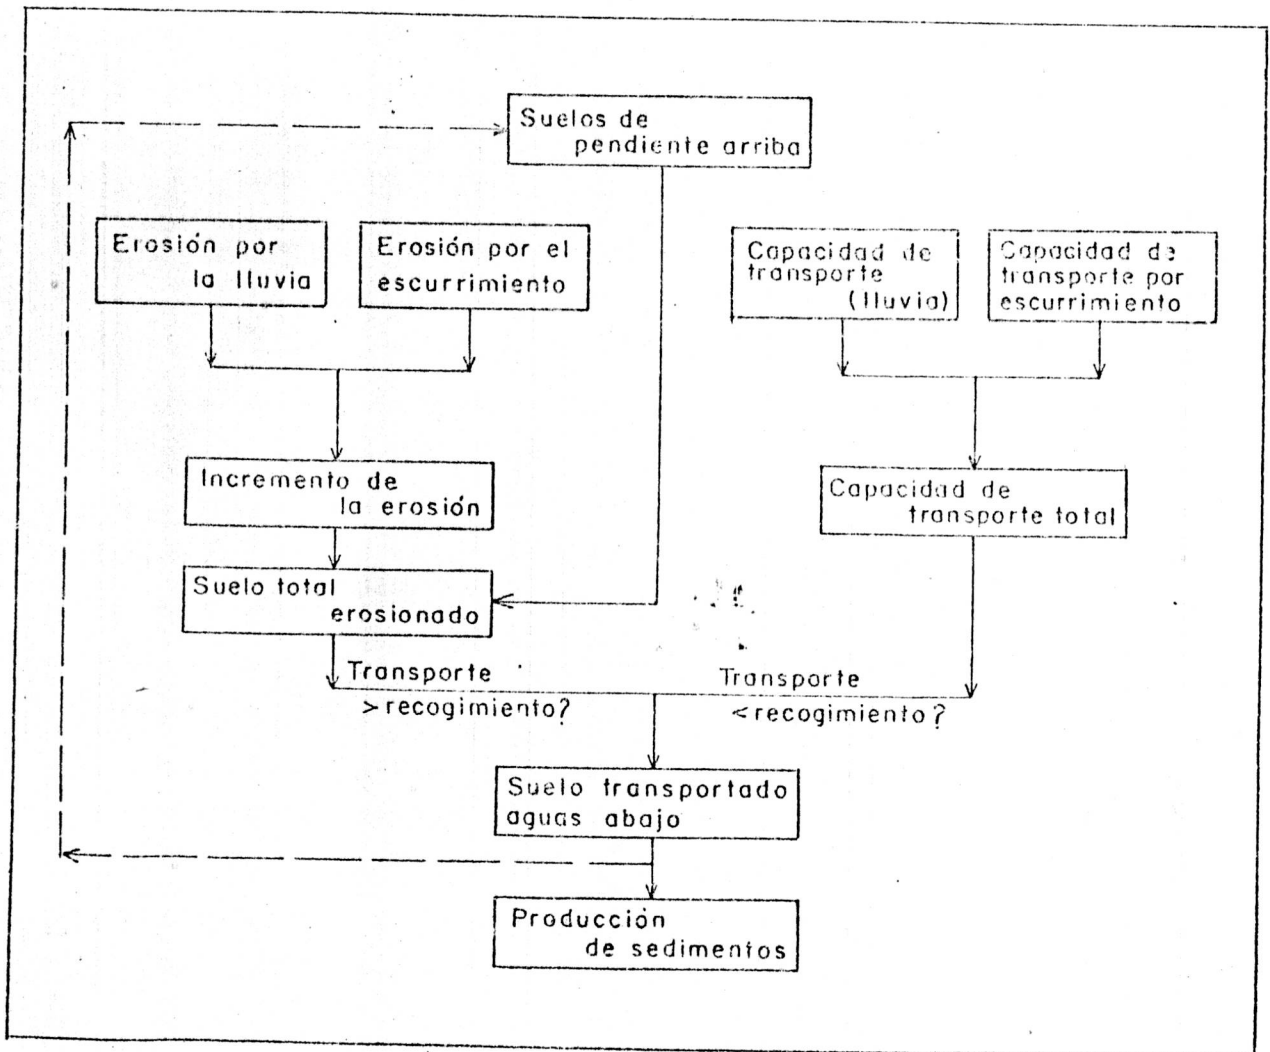 Suelos de
pendiente arriba
Erosión por
la lluvia
Erosión por el
escurrimiento
Capacidad de
transporte
(lluvia)
Capacidad de
transporte por
escurrimiento
Incremento de
la erosión
Capacidad de
transporte total
Suelo total
erosionado
Transporte
> recogimiento?
Transporte
< recogimiento?
Suelo transportado
aguas abajo
Producción
de sedimentos